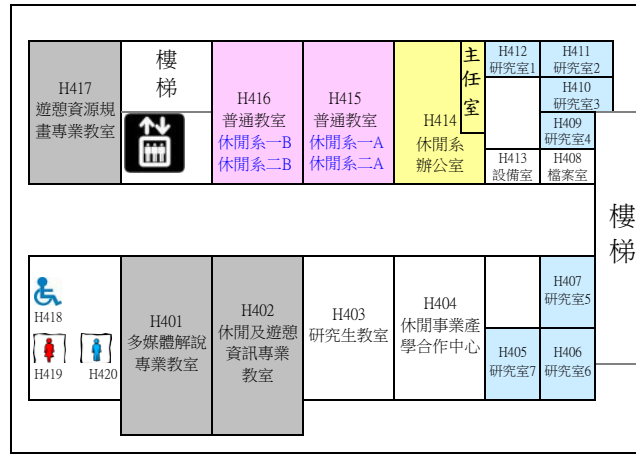 H417
遊憩資源規
畫專業教室
樓
梯
H416
普通教室
休閒系一B
休閒系二B
H415
普通教室
休閒系一A
休閒系二A
H414
休閒系
辦公室
主
任
室
H412
研究室1
H411
研究室2
H410
研究室3
H409
研究室4
H413
設備室
H408
檔案室
樓
梯
H418
H419
H420
H401
多媒體解說
專業教室
H402
休閒及遊憩
資訊專業
教室
H403
研究生教室
H404
休閒事業產
學合作中心
H407
研究室5
H405
研究室7
H406
研究室6